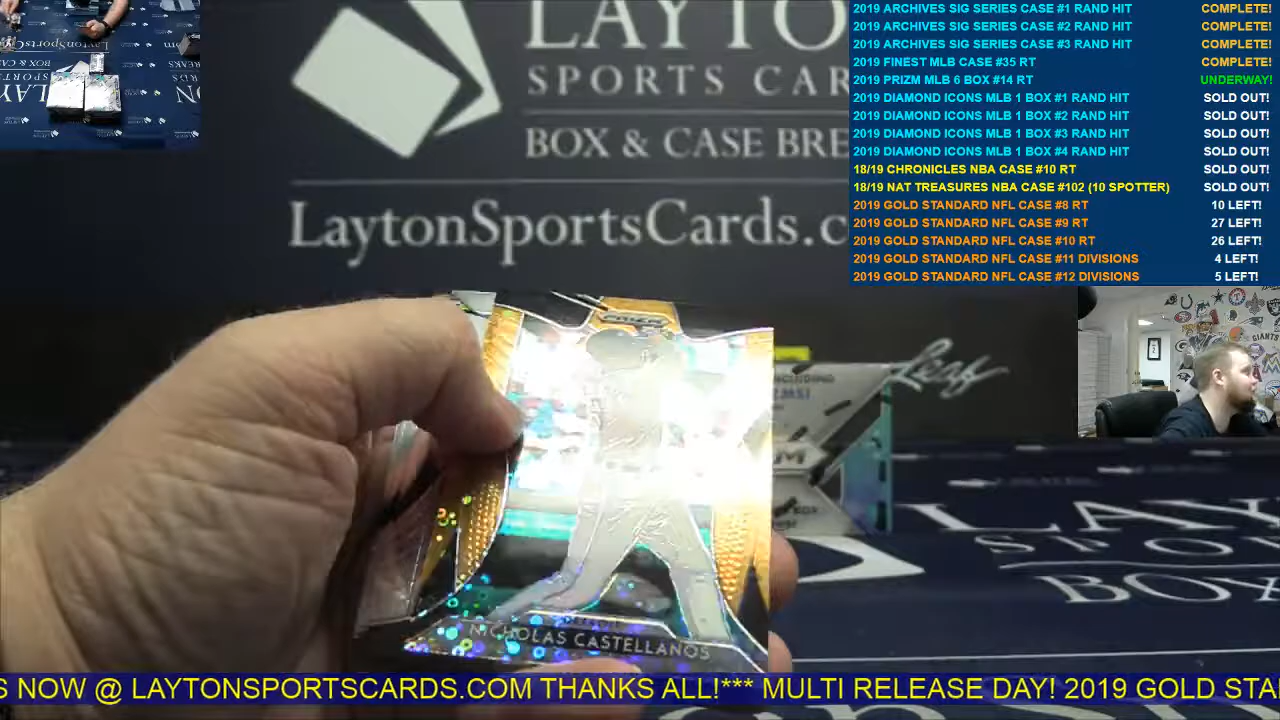 LAYTO
SPORTS CARDS
BOX & CASE BRE
LaytonSportsCards.c
2019 ARCHIVES SIG SERIES CASE #1 RAND HIT COMPLETE!
2019 ARCHIVES SIG SERIES CASE #2 RAND HIT COMPLETE!
2019 ARCHIVES SIG SERIES CASE #3 RAND HIT COMPLETE!
2019 FINEST MLB CASE #35 RT COMPLETE!
2019 PRIZM MLB 6 BOX #14 RT UNDERWAY!
2019 DIAMOND ICONS MLB 1 BOX #1 RAND HIT SOLD OUT!
2019 DIAMOND ICONS MLB 1 BOX #2 RAND HIT SOLD OUT!
2019 DIAMOND ICONS MLB 1 BOX #3 RAND HIT SOLD OUT!
2019 DIAMOND ICONS MLB 1 BOX #4 RAND HIT SOLD OUT!
18/19 CHRONICLES NBA CASE #10 RT SOLD OUT!
18/19 NAT TREASURES NBA CASE #102 (10 SPOTTER) SOLD OUT!
2019 GOLD STANDARD NFL CASE #8 RT 10 LEFT!
2019 GOLD STANDARD NFL CASE #9 RT 27 LEFT!
2019 GOLD STANDARD NFL CASE #10 RT 26 LEFT!
2019 GOLD STANDARD NFL CASE #11 DIVISIONS 4 LEFT!
2019 GOLD STANDARD NFL CASE #12 DIVISIONS 5 LEFT!
PRIZM
Leaf
GIANTS
NICHOLAS CASTELLANOS
LAY
SPO
BOX
S NOW @ LAYTONSPORTSCARDS.COM THANKS ALL!*** MULTI RELEASE DAY! 2019 GOLD STA